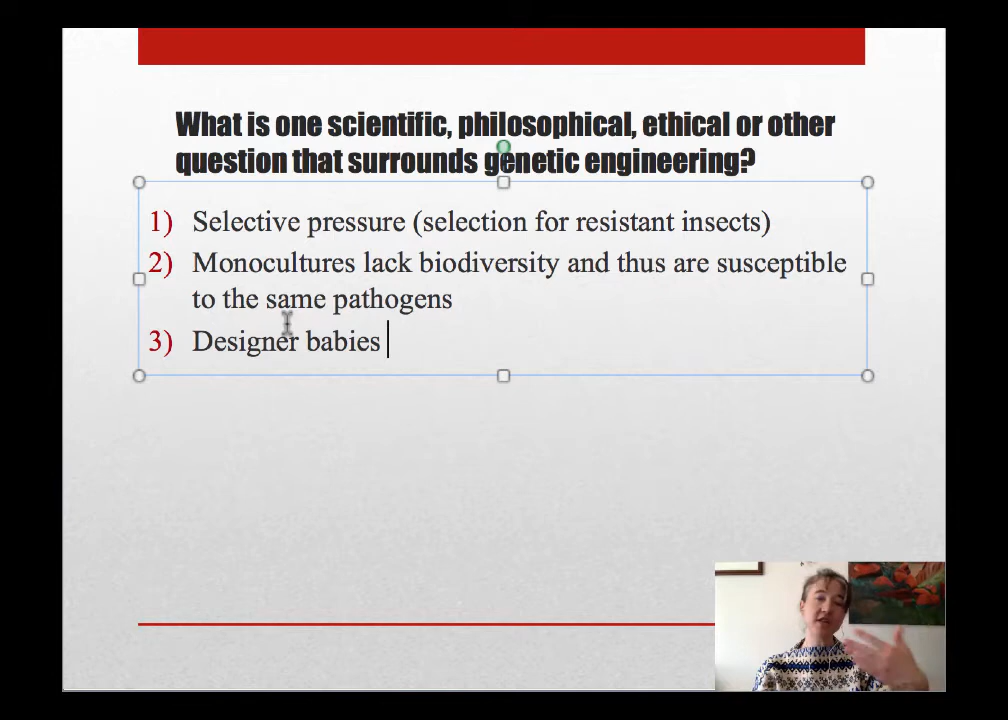 What is one scientific, philosophical, ethical or other
question that surrounds genetic engineering?
1) Selective pressure (selection for resistant insects)
2) Monocultures lack biodiversity and thus are susceptible
to the same pathogens
3) Designer babies